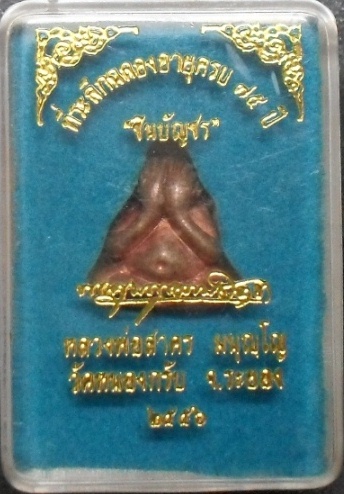 ที่ระลึกฉลองอายุครบ ๗๕ ปี
"ชินบัญชร"
หลวงพ่อสาคร มนุญฺโญ
วัดหนองกรับ จ.ระยอง
๒๕๕๖